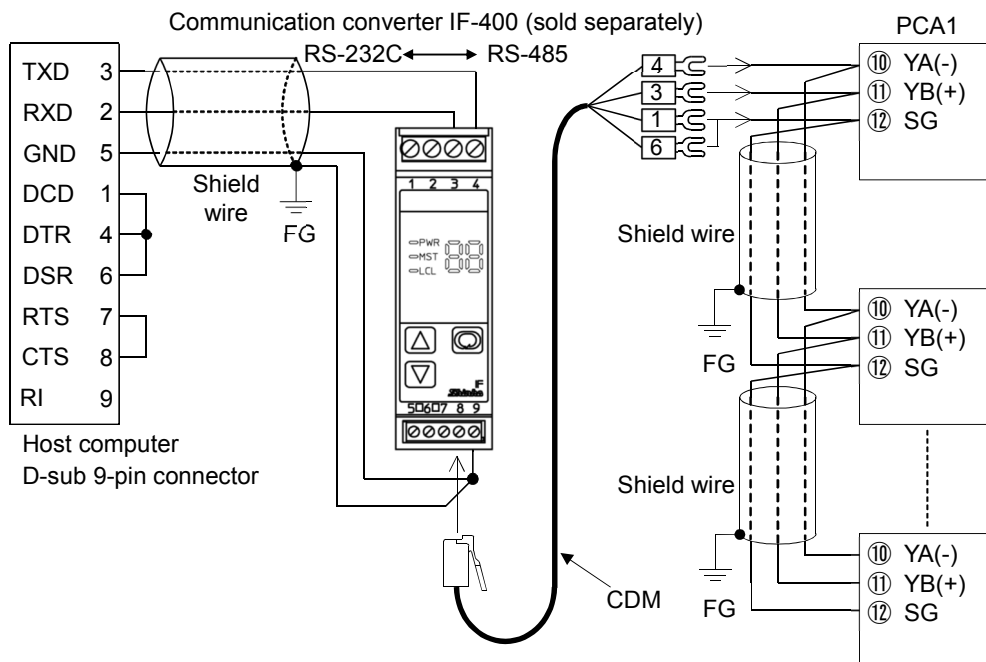 Communication converter IF-400 (sold separately)
RS-232C RS-485
PCA1
TXD 3
RXD 2
GND 5
DCD 1
DTR 4
DSR 6
RTS 7
CTS 8
RI 9
Host computer
D-sub 9-pin connector
Shield
wire
FG
1 2 3 4
PWR
MST
LCL
88
IF
Shinko
5 6 7 8 9
4
3
1
6
CDM
⑩ YA(-)
⑪ YB(+)
⑫ SG
Shield wire
FG
⑩ YA(-)
⑪ YB(+)
⑫ SG
Shield wire
FG
⑩ YA(-)
⑪ YB(+)
⑫ SG